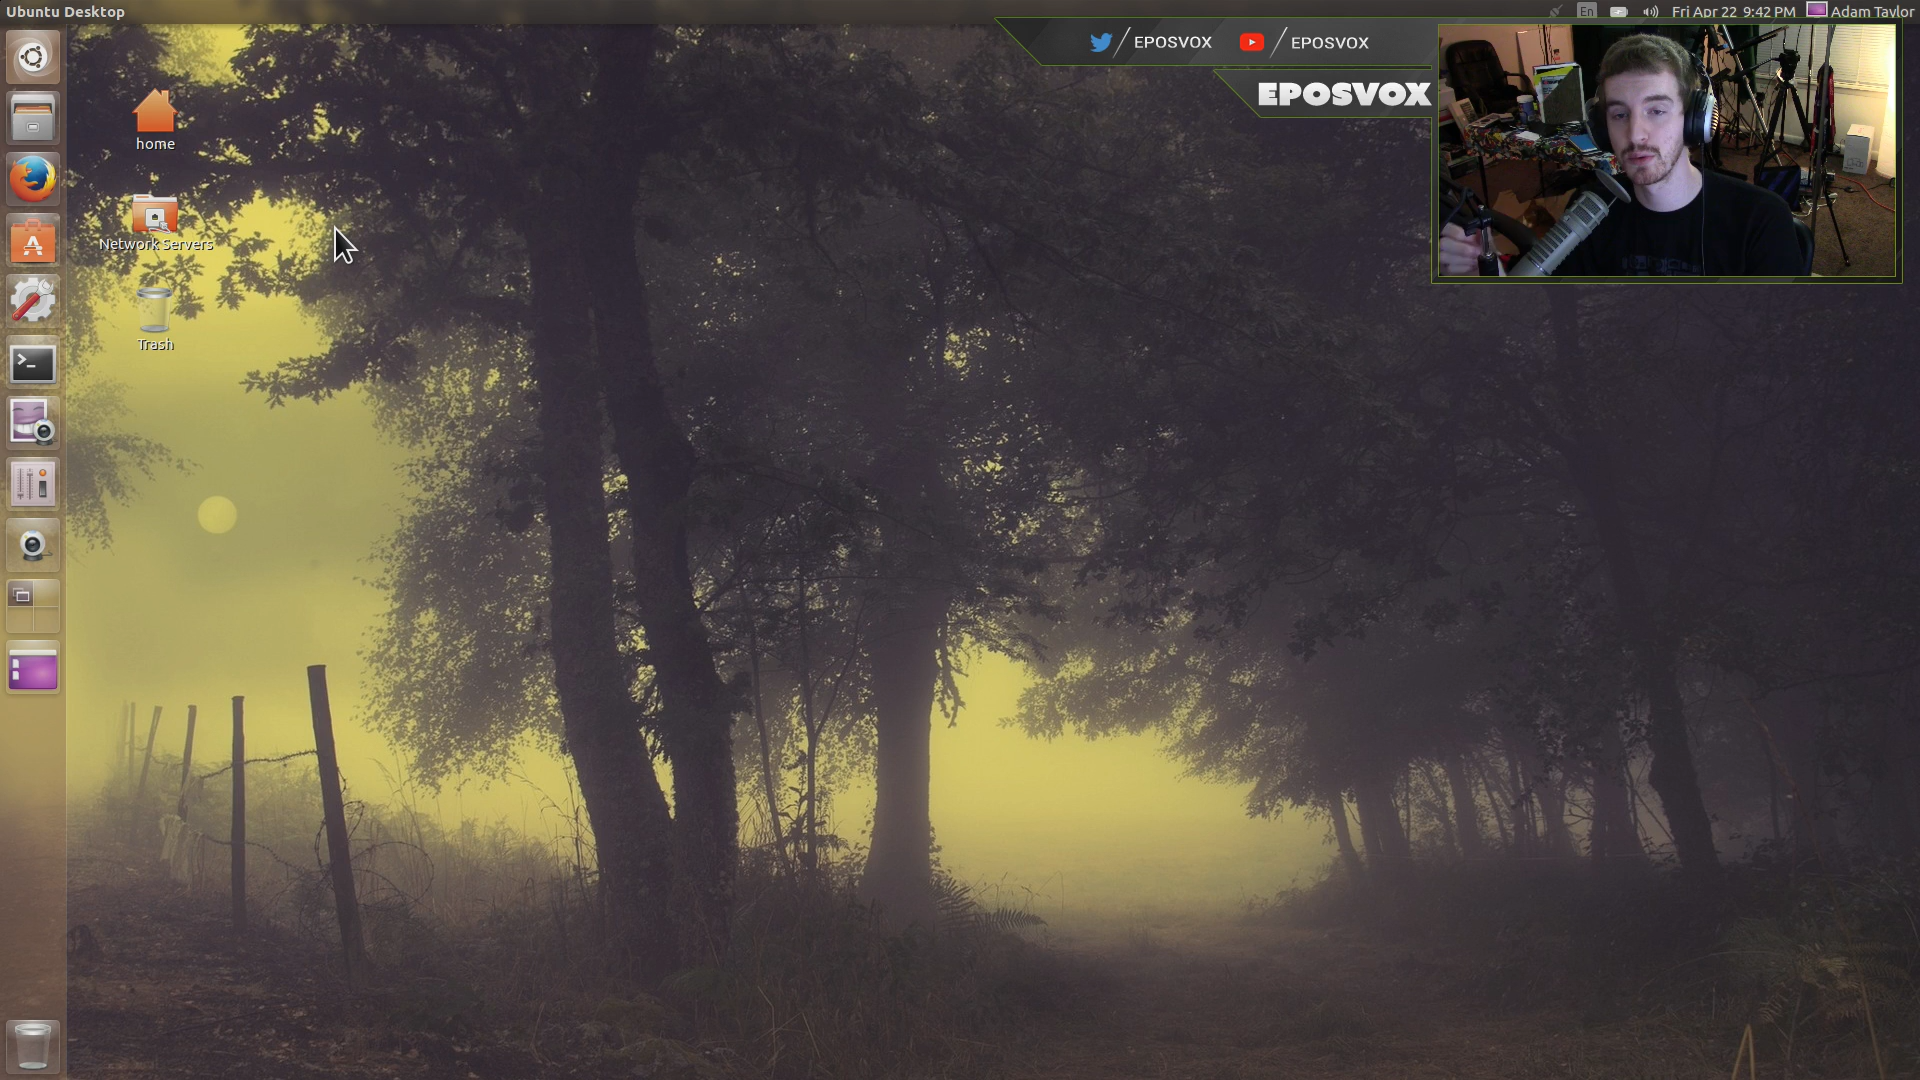 Ubuntu Desktop
En
Fri Apr 22 9:42 PM
Adam Taylor
EPOSVOX
EPOSVOX
EPOSVOX
home
Network Servers
Trash